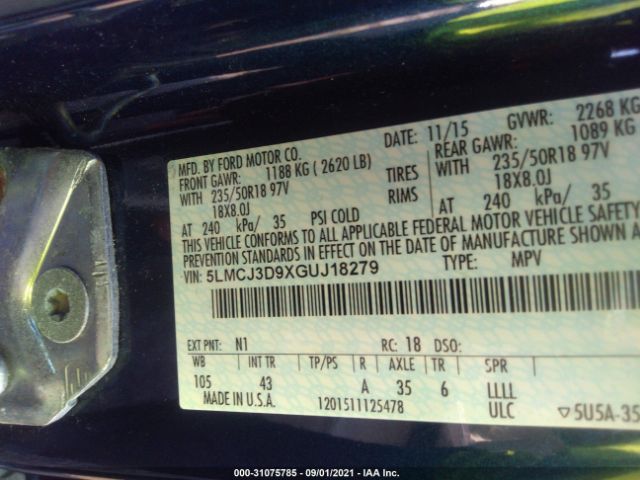 MFD. BY FORD MOTOR CO.
DATE: 11/15 GVWR: 2268 KG
FRONT GAWR: 1188 KG ( 2620 LB) REAR GAWR: 1089 KG
WITH 235/50R18 97V TIRES WITH 235/50R18 97V
18X8.0J RIMS 18X8.0J
AT 240 kPa/ 35 PSI COLD AT 240 kPa/ 35
THIS VEHICLE CONFORMS TO ALL APPLICABLE FEDERAL MOTOR VEHICLE SAFETY
PREVENTION STANDARDS IN EFFECT ON THE DATE OF MANUFACTURE SHOWN A
VIN: 5LMCJ3D9XGUJ18279 TYPE: MPV
EXT PNT: N1 RC: 18 DSO:
WB INT TR TP/PS R AXLE TR SPR
105 43 A 35 6 LLLL
MADE IN U.S.A. 1201511125478 ULC 5U5A-35
000-31075785 - 09/01/2021 - IAA Inc.